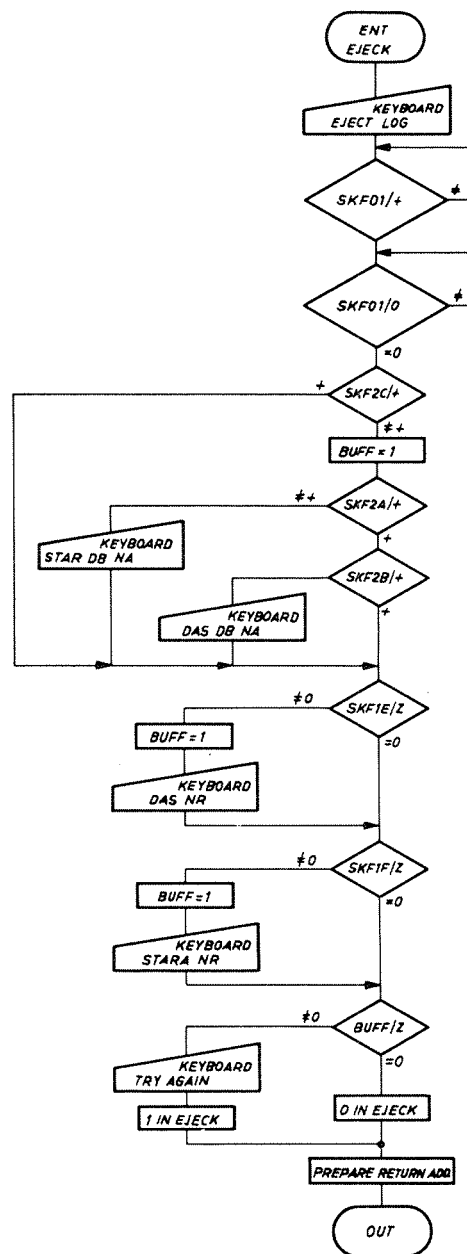 ENT
EJECK
KEYBOARD
EJECT LOG
SKF01/+
≠
SKF01/0
≠
=0
+
SKF2C/+
≠+
BUFF=1
≠+
SKF2A/+
+
KEYBOARD
STAR DB NA
SKF2B/+
+
KEYBOARD
DAS DB NA
≠0
SKF1E/Z
=0
BUFF=1
KEYBOARD
DAS NR
≠0
SKF1F/Z
=0
BUFF=1
KEYBOARD
STARA NR
≠0
BUFF/Z
=0
KEYBOARD
TRY AGAIN
1 IN EJECK
0 IN EJECK
PREPARE RETURN ADD.
OUT